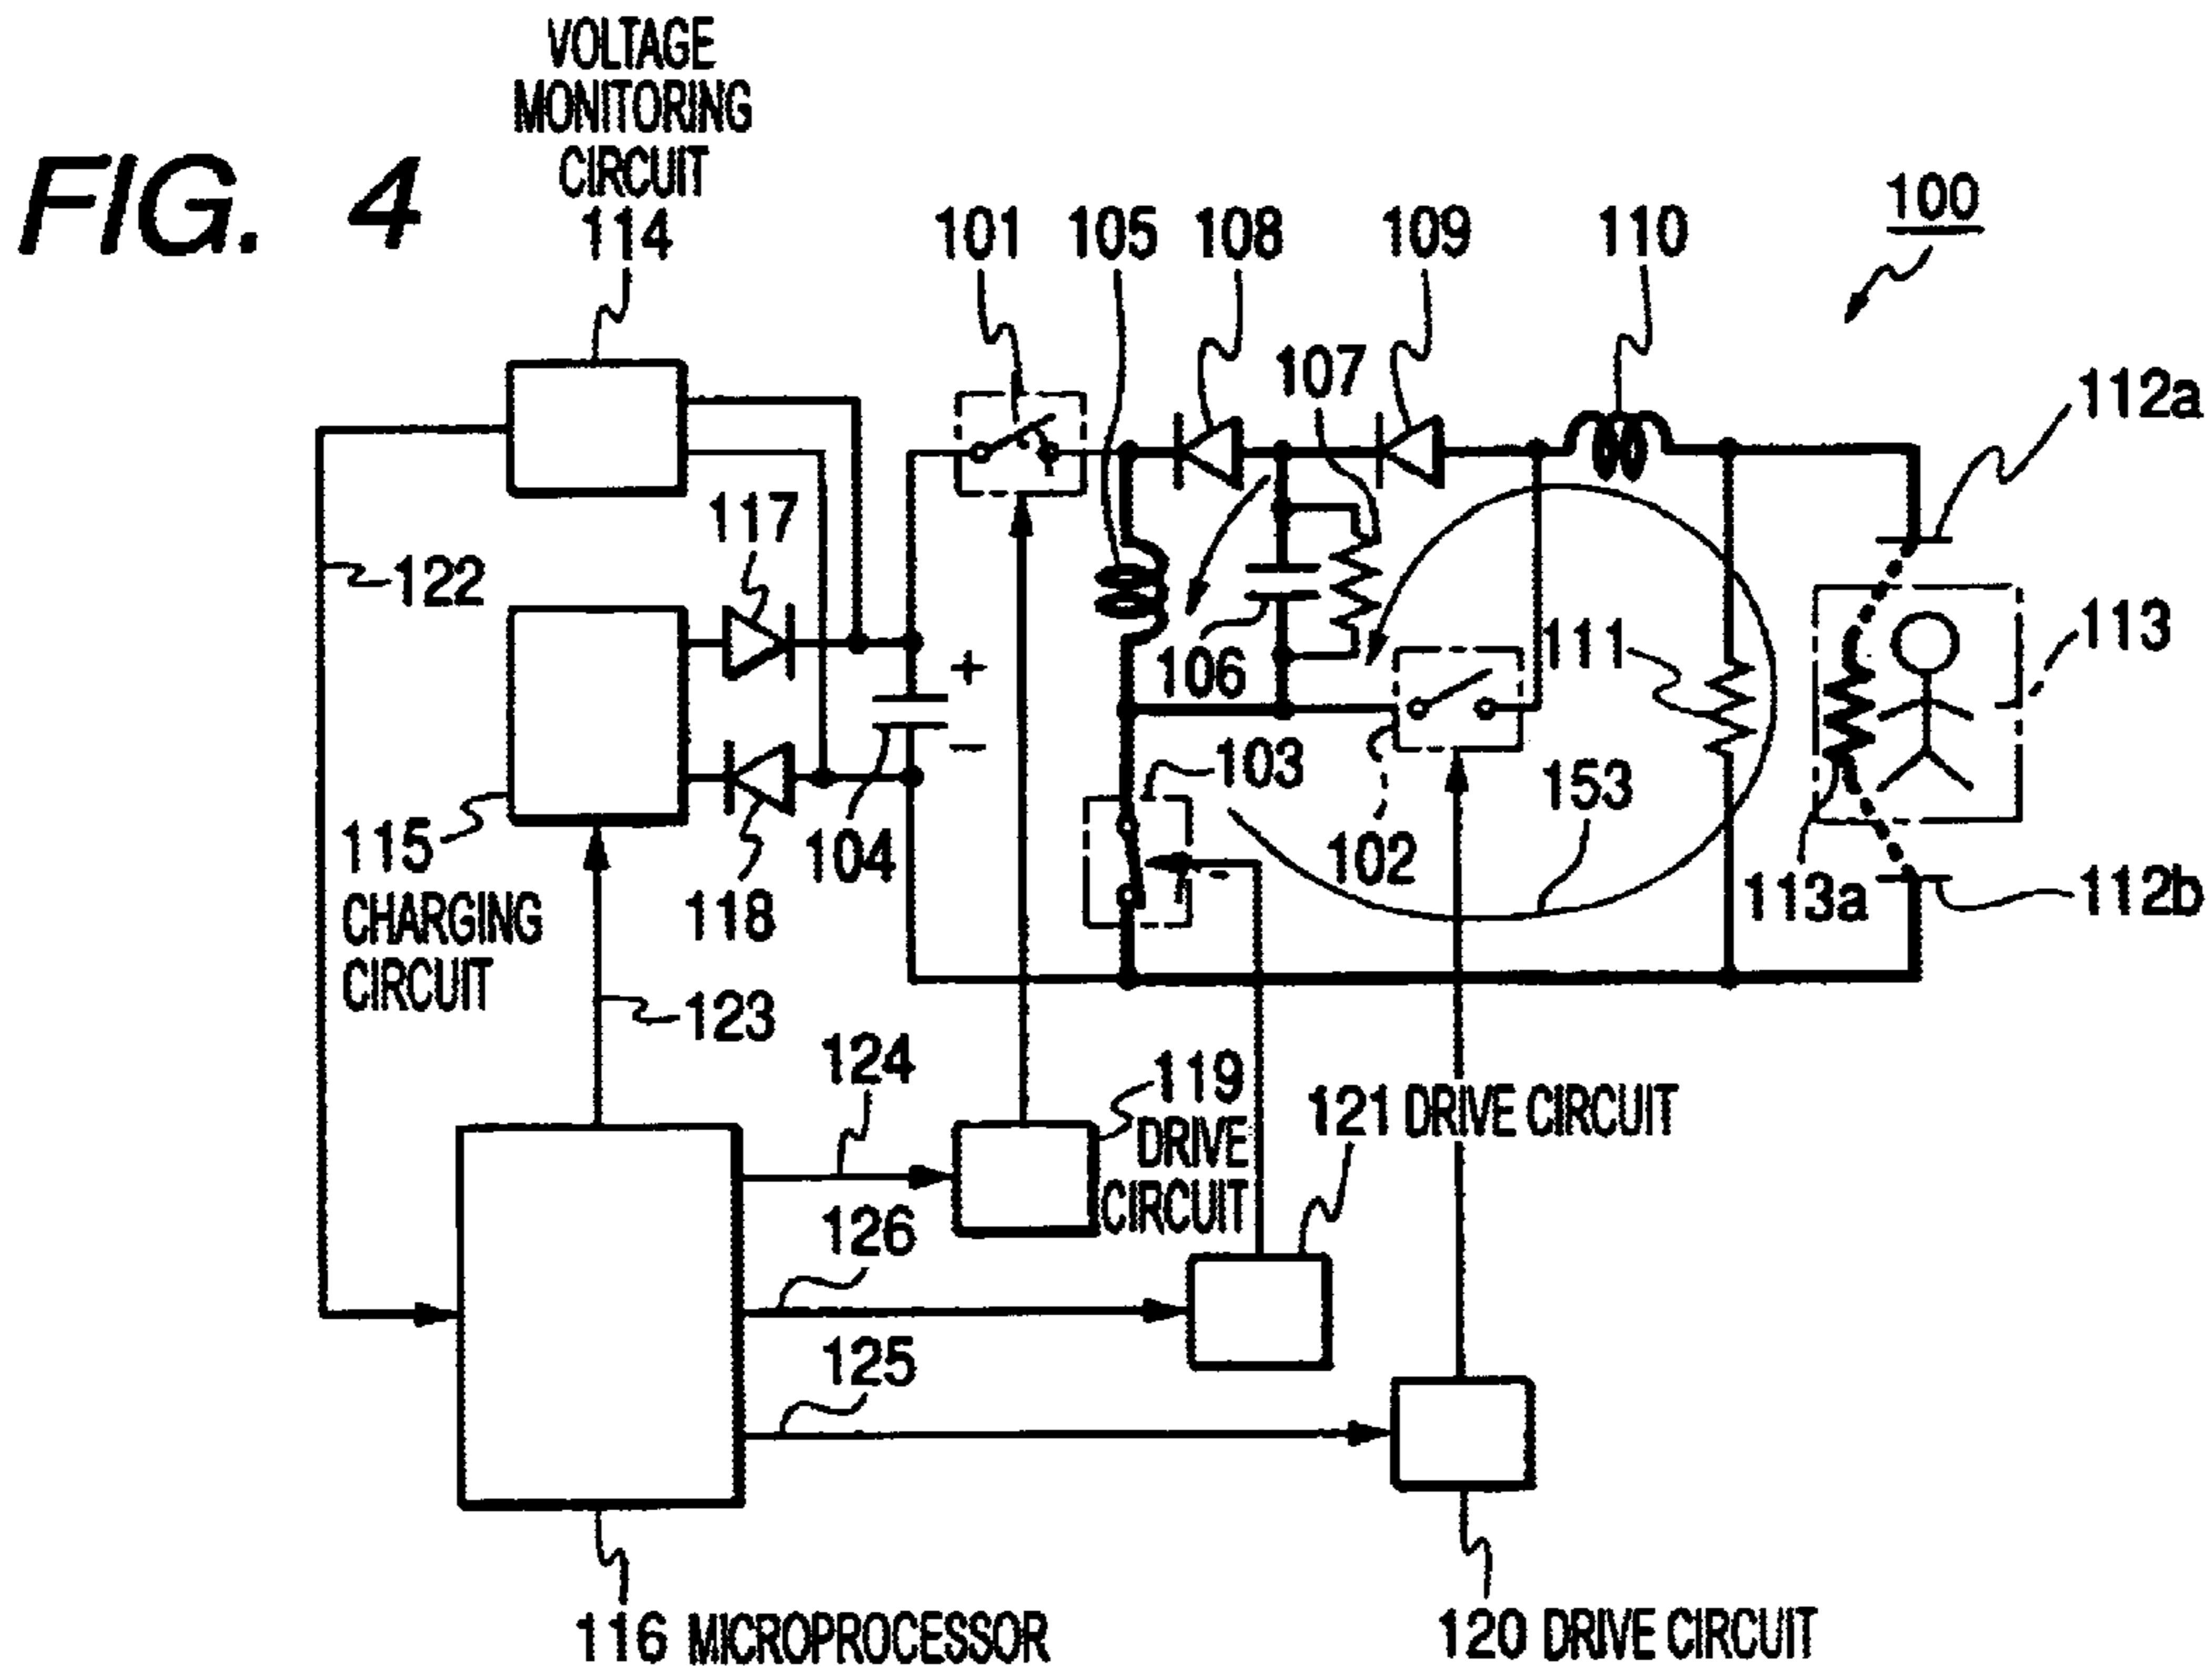 FIG. 4
VOLTAGE
MONITORING
CIRCUIT
114
101
105
108
109
110
100
107
112a
117
122
106
111
113
+
−
103
153
102
115
CHARGING
CIRCUIT
118
104
113a
112b
123
124
119
DRIVE
CIRCUIT
121 DRIVE CIRCUIT
126
125
116 MICROPROCESSOR
120 DRIVE CIRCUIT